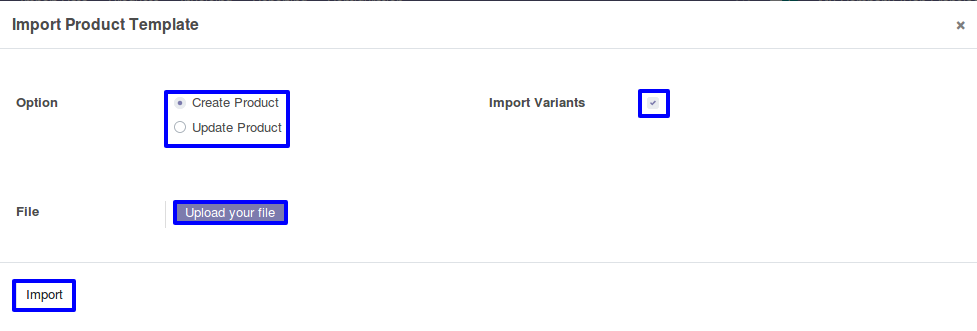 Import Product Template
×
Option
Create Product
Update Product
Import Variants
File
Upload your file
Import